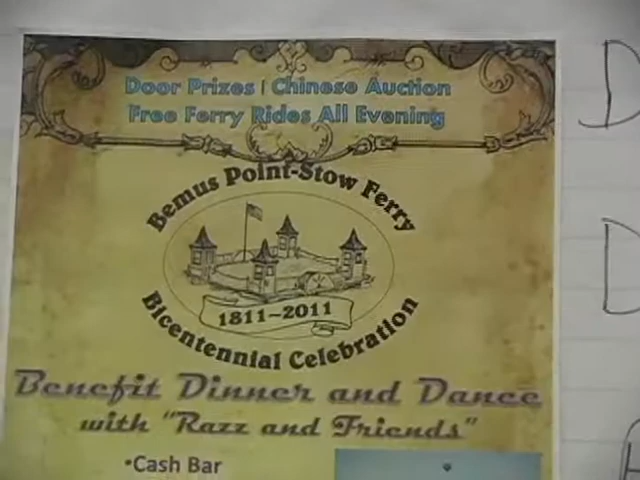 Door Prizes | Chinese Auction
Free Ferry Rides All Evening
Bemus Point-Stow Ferry
1811~2011
Bicentennial Celebration
Benefit Dinner and Dance
with "Razz and Friends"
•Cash Bar
D
D